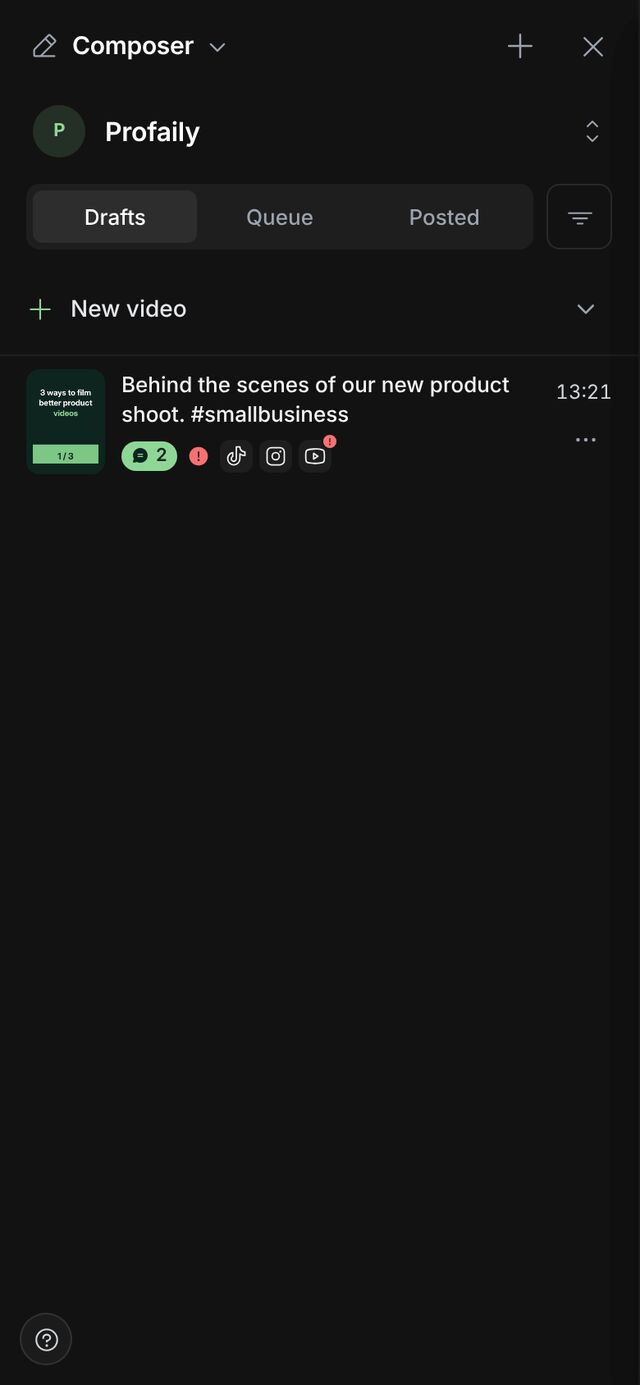 Composer
P
Profaily
Drafts
Queue
Posted
New video
3 ways to film
better product
videos
1/3
Behind the scenes of our new product
shoot. #smallbusiness
13:21
2